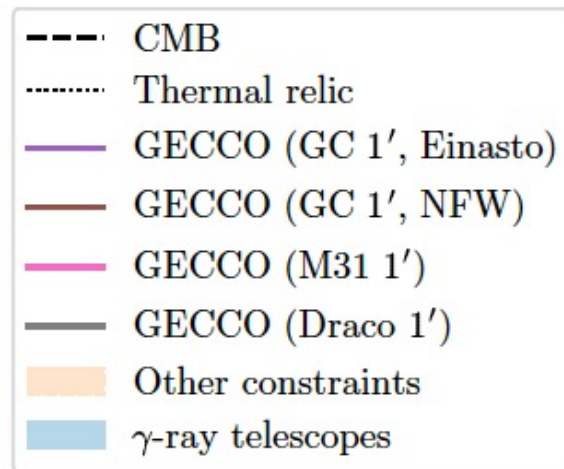 CMB
Thermal relic
GECCO (GC 1′, Einasto)
GECCO (GC 1′, NFW)
GECCO (M31 1′)
GECCO (Draco 1′)
Other constraints
γ-ray telescopes